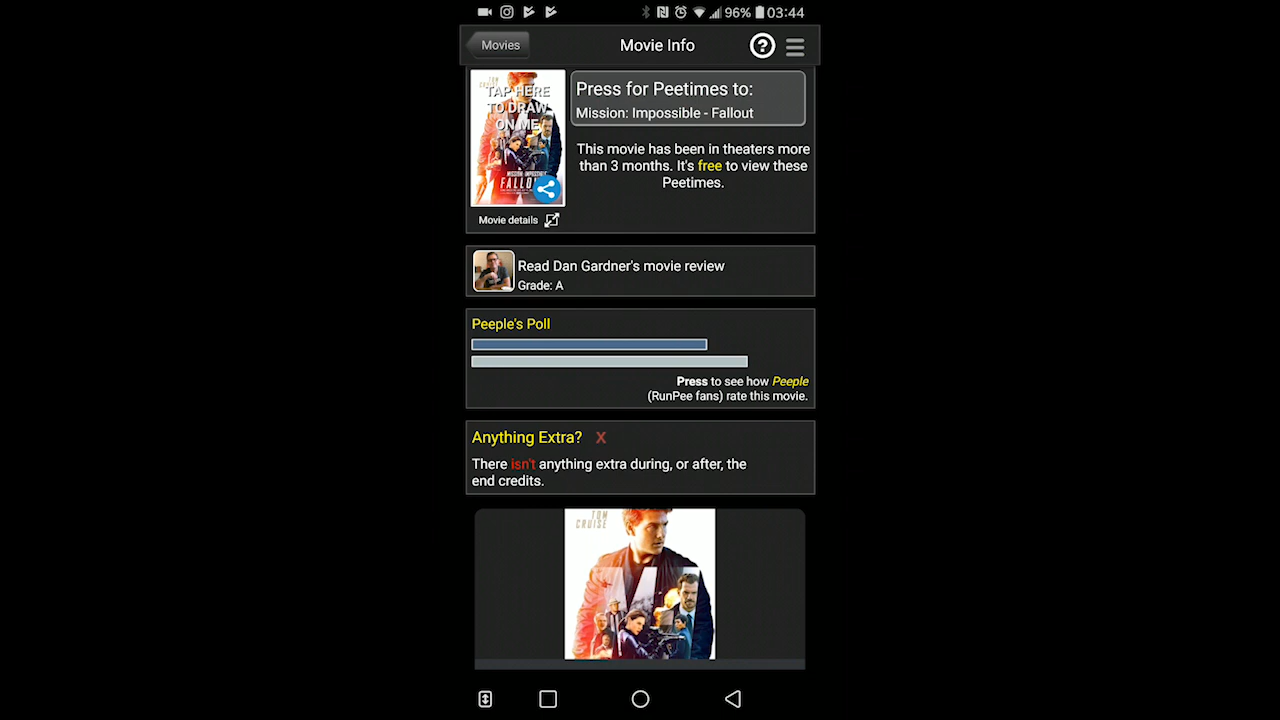 96% 03:44
Movies
Movie Info
?
TOM
TAP HERE
TO DRAW
ON ME
MISSION: IMPOSSIBLE
FALLOUT
Press for Peetimes to:
Mission: Impossible - Fallout
This movie has been in theaters more
than 3 months. It's free to view these
Peetimes.
Movie details
Read Dan Gardner's movie review
Grade: A
Peeple's Poll
Press to see how Peeple
(RunPee fans) rate this movie.
Anything Extra? X
There isn't anything extra during, or after, the
end credits.
TOM
CRUISE